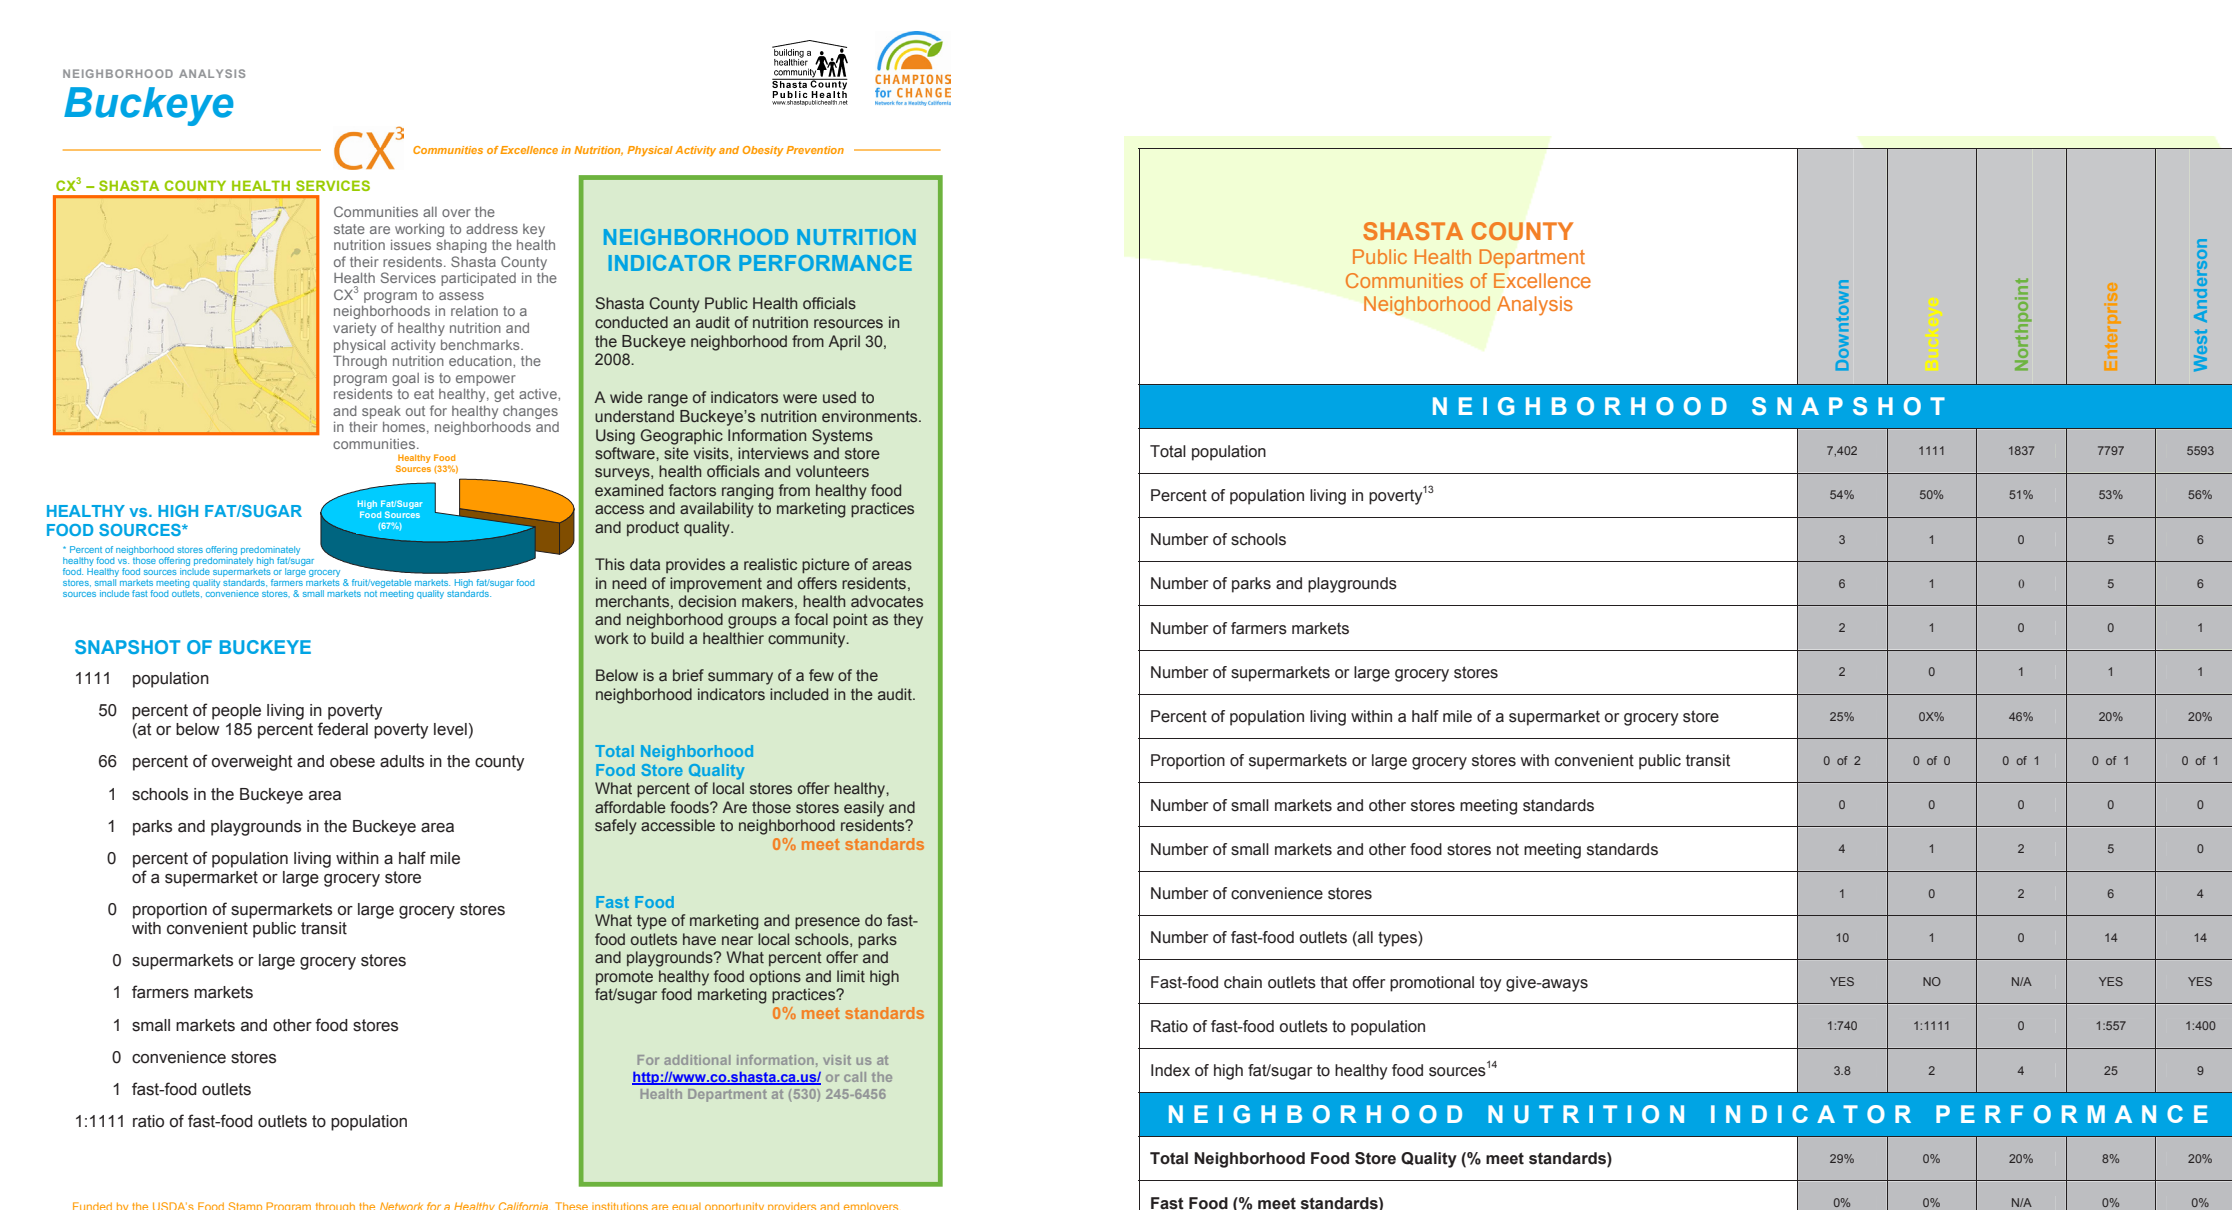 NEIGHBORHOOD ANALYSIS
Buckeye
building a
healthier
community
Shasta County
Public Health
www.shastapublichealth.net
CHAMPIONS
for CHANGE
Network for a Healthy California
CX3 Communities of Excellence in Nutrition, Physical Activity and Obesity Prevention
CX3 – SHASTA COUNTY HEALTH SERVICES
Communities all over the
state are working to address key
nutrition issues shaping the health
of their residents. Shasta County
Health Services participated in the
CX3 program to assess
neighborhoods in relation to a
variety of healthy nutrition and
physical activity benchmarks.
Through nutrition education, the
program goal is to empower
residents to eat healthy, get active,
and speak out for healthy changes
in their homes, neighborhoods and
communities.
Healthy Food
Sources (33%)
High Fat/Sugar
Food Sources
(67%)
HEALTHY vs. HIGH FAT/SUGAR
FOOD SOURCES*
* Percent of neighborhood stores offering predominately
healthy food vs. those offering predominately high fat/sugar
food. Healthy food sources include supermarkets or large grocery
stores, small markets meeting quality standards, farmers markets & fruit/vegetable markets. High fat/sugar food
sources include fast food outlets, convenience stores, & small markets not meeting quality standards.
SNAPSHOT OF BUCKEYE
1111 population
50 percent of people living in poverty
(at or below 185 percent federal poverty level)
66 percent of overweight and obese adults in the county
1 schools in the Buckeye area
1 parks and playgrounds in the Buckeye area
0 percent of population living within a half mile
of a supermarket or large grocery store
0 proportion of supermarkets or large grocery stores
with convenient public transit
0 supermarkets or large grocery stores
1 farmers markets
1 small markets and other food stores
0 convenience stores
1 fast-food outlets
1:1111 ratio of fast-food outlets to population
NEIGHBORHOOD NUTRITION
INDICATOR PERFORMANCE
Shasta County Public Health officials
conducted an audit of nutrition resources in
the Buckeye neighborhood from April 30,
2008.
A wide range of indicators were used to
understand Buckeye's nutrition environments.
Using Geographic Information Systems
software, site visits, interviews and store
surveys, health officials and volunteers
examined factors ranging from healthy food
access and availability to marketing practices
and product quality.
This data provides a realistic picture of areas
in need of improvement and offers residents,
merchants, decision makers, health advocates
and neighborhood groups a focal point as they
work to build a healthier community.
Below is a brief summary of a few of the
neighborhood indicators included in the audit.
Total Neighborhood
Food Store Quality
What percent of local stores offer healthy,
affordable foods? Are those stores easily and
safely accessible to neighborhood residents?
0% meet standards
Fast Food
What type of marketing and presence do fast-
food outlets have near local schools, parks
and playgrounds? What percent offer and
promote healthy food options and limit high
fat/sugar food marketing practices?
0% meet standards
For additional information, visit us at
http://www.co.shasta.ca.us/ or call the
Health Department at (530) 245-6456
Funded by the USDA's Food Stamp Program through the Network for a Healthy California. These institutions are equal opportunity providers and employers.
SHASTA COUNTY
Public Health Department
Communities of Excellence
Neighborhood Analysis
Downtown Buckeye Northpoint Enterprise West Anderson
NEIGHBORHOOD SNAPSHOT
Total population 7,402 1111 1837 7797 5593
Percent of population living in poverty13 54% 50% 51% 53% 56%
Number of schools 3 1 0 5 6
Number of parks and playgrounds 6 1 0 5 6
Number of farmers markets 2 1 0 0 1
Number of supermarkets or large grocery stores 2 0 1 1 1
Percent of population living within a half mile of a supermarket or grocery store 25% 0X% 46% 20% 20%
Proportion of supermarkets or large grocery stores with convenient public transit 0 of 2 0 of 0 0 of 1 0 of 1 0 of 1
Number of small markets and other stores meeting standards 0 0 0 0 0
Number of small markets and other food stores not meeting standards 4 1 2 5 0
Number of convenience stores 1 0 2 6 4
Number of fast-food outlets (all types) 10 1 0 14 14
Fast-food chain outlets that offer promotional toy give-aways YES NO N/A YES YES
Ratio of fast-food outlets to population 1:740 1:1111 0 1:557 1:400
Index of high fat/sugar to healthy food sources14 3.8 2 4 25 9
NEIGHBORHOOD NUTRITION INDICATOR PERFORMANCE
Total Neighborhood Food Store Quality (% meet standards) 29% 0% 20% 8% 20%
Fast Food (% meet standards) 0% 0% N/A 0% 0%